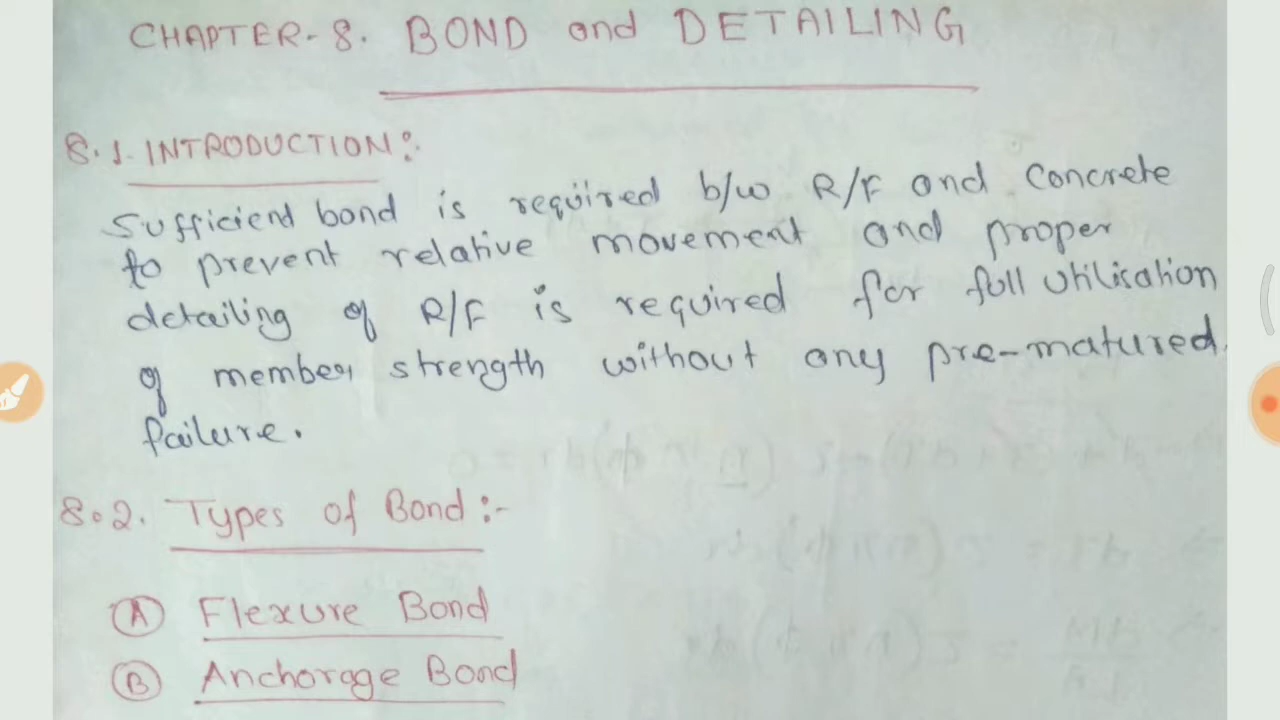 CHAPTER-8. BOND and DETAILING
8.1. INTRODUCTION:-
Sufficient bond is required b/w R/F and Concrete
to prevent relative movement and proper
detailing of R/F is required for full Utilisation
of member strength without any pre-matured
failure.
8.2. Types of Bond:-
A Flexure Bond
B Anchorage Bond